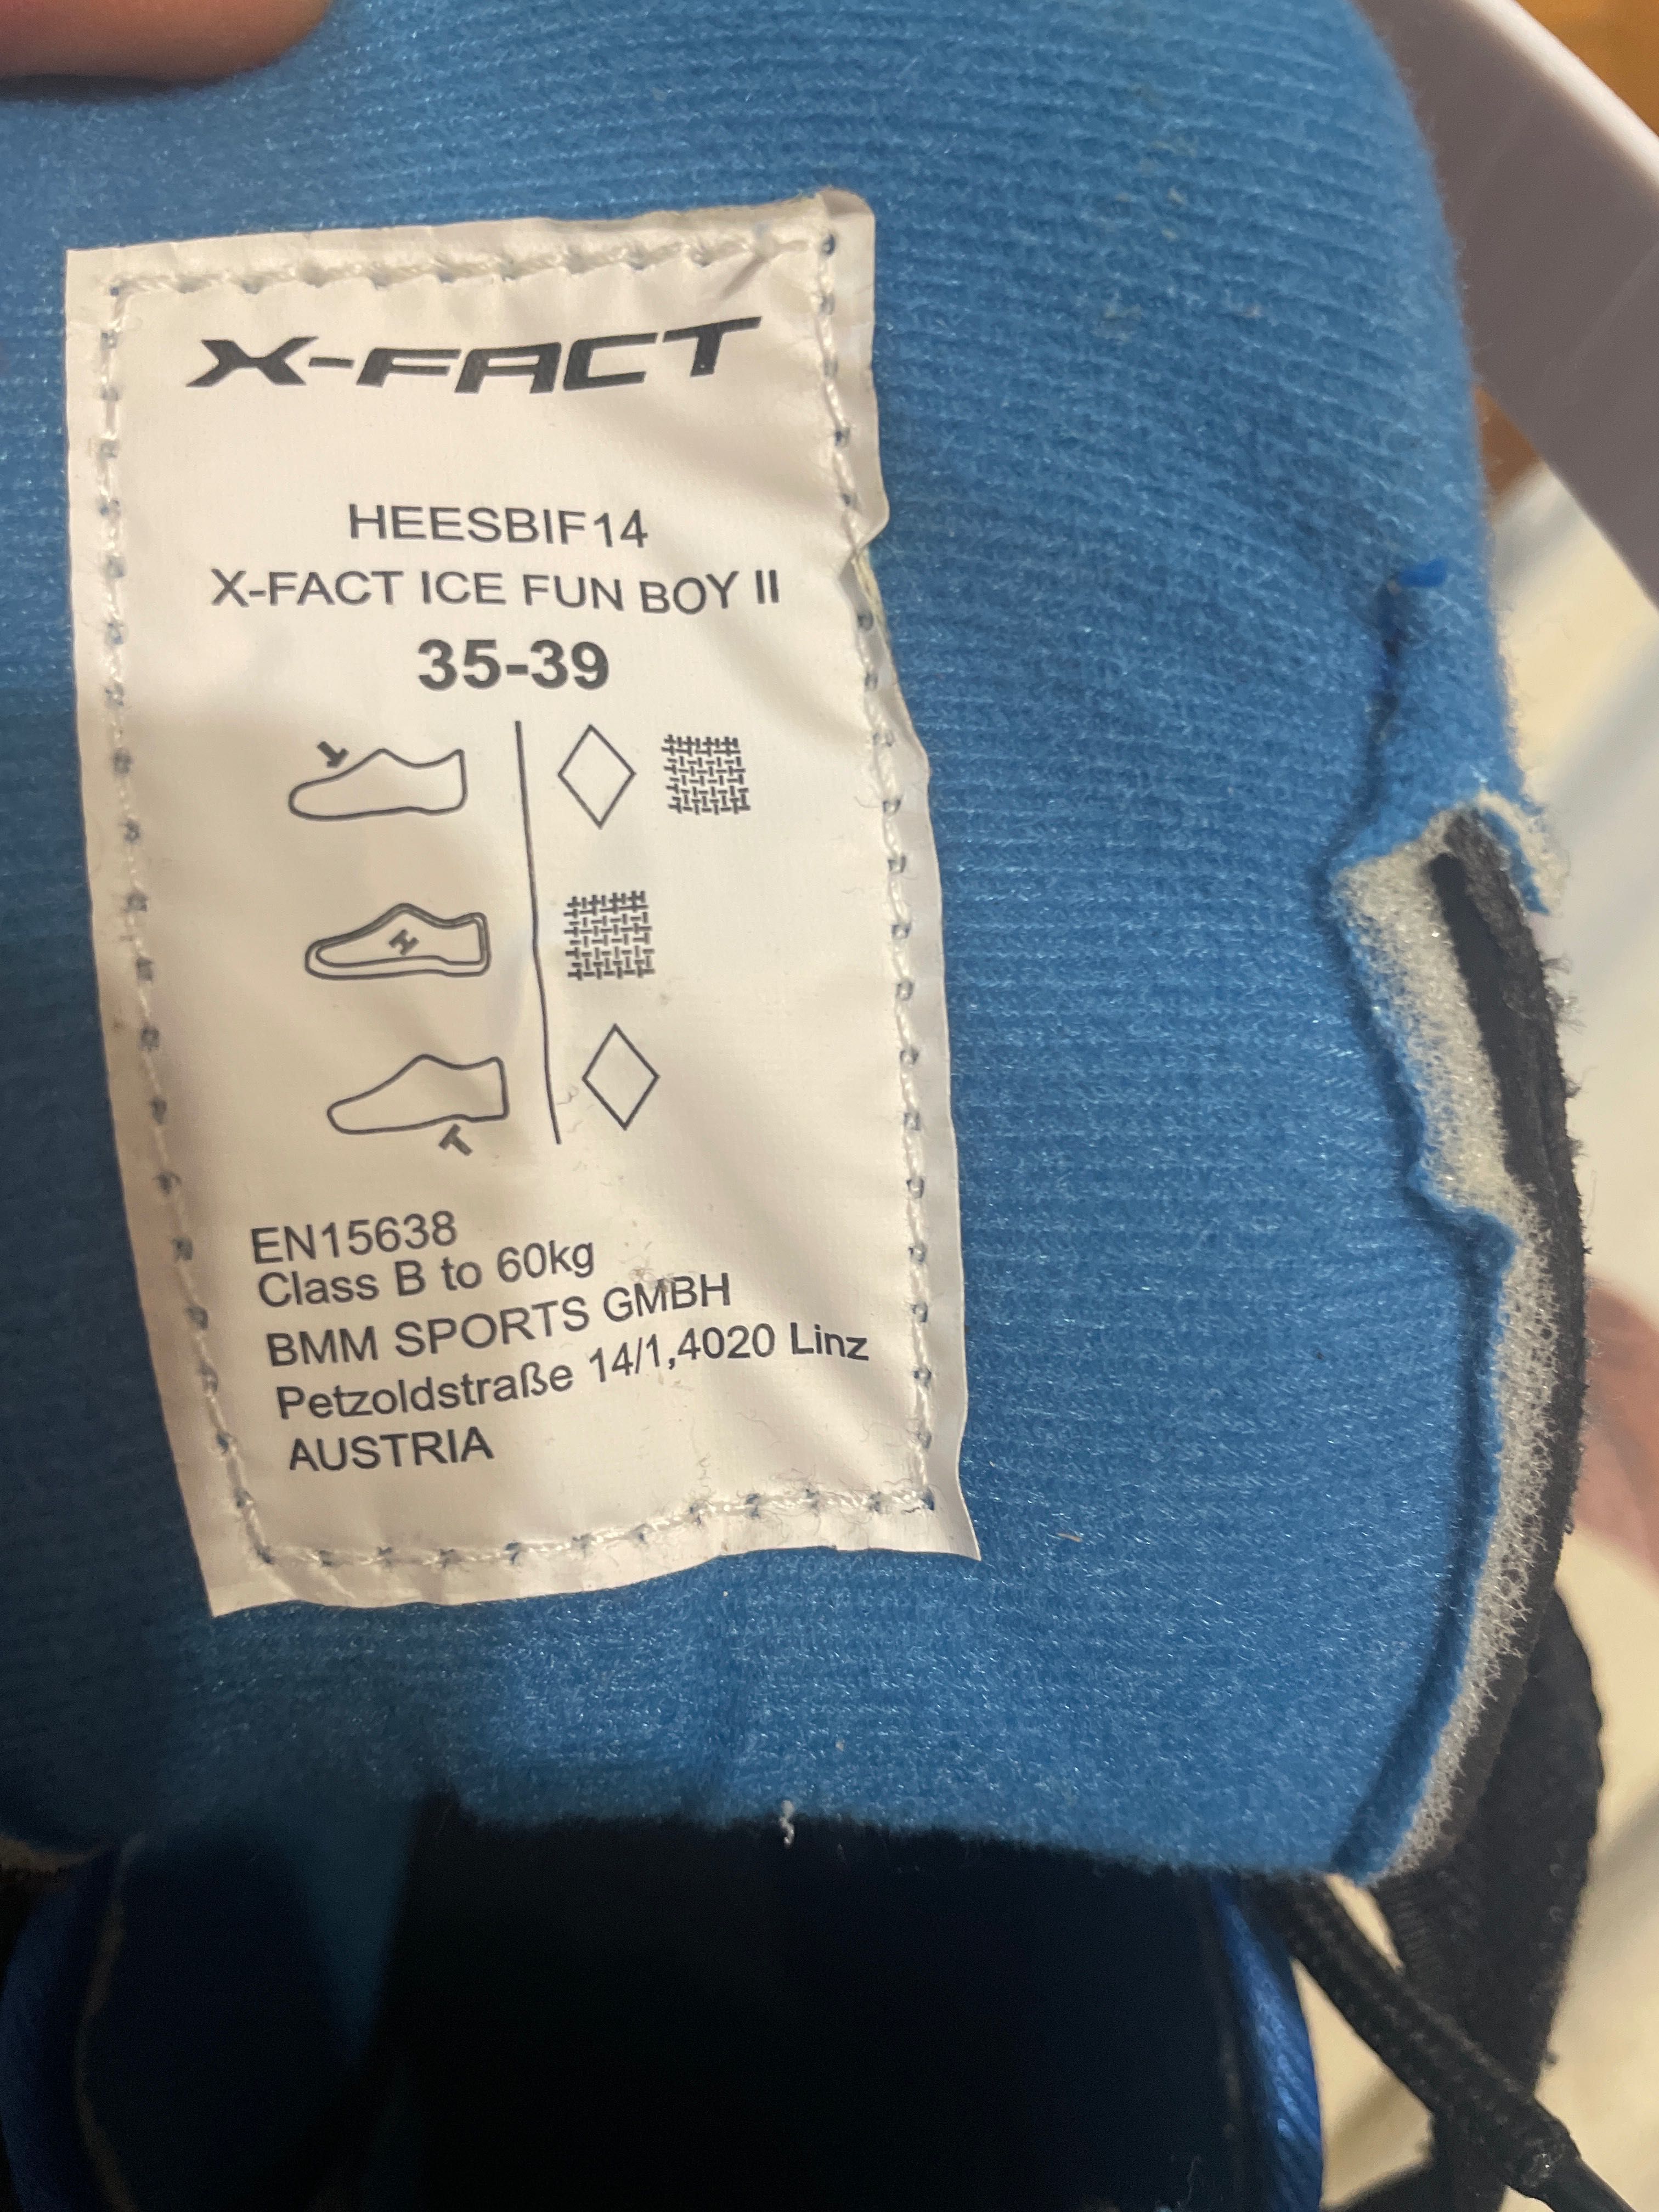 X-FACT
HEESBIF14
X-FACT ICE FUN BOY II
35-39
EN15638
Class B to 60kg
BMM SPORTS GMBH
Petzoldstraße 14/1,4020 Linz
AUSTRIA